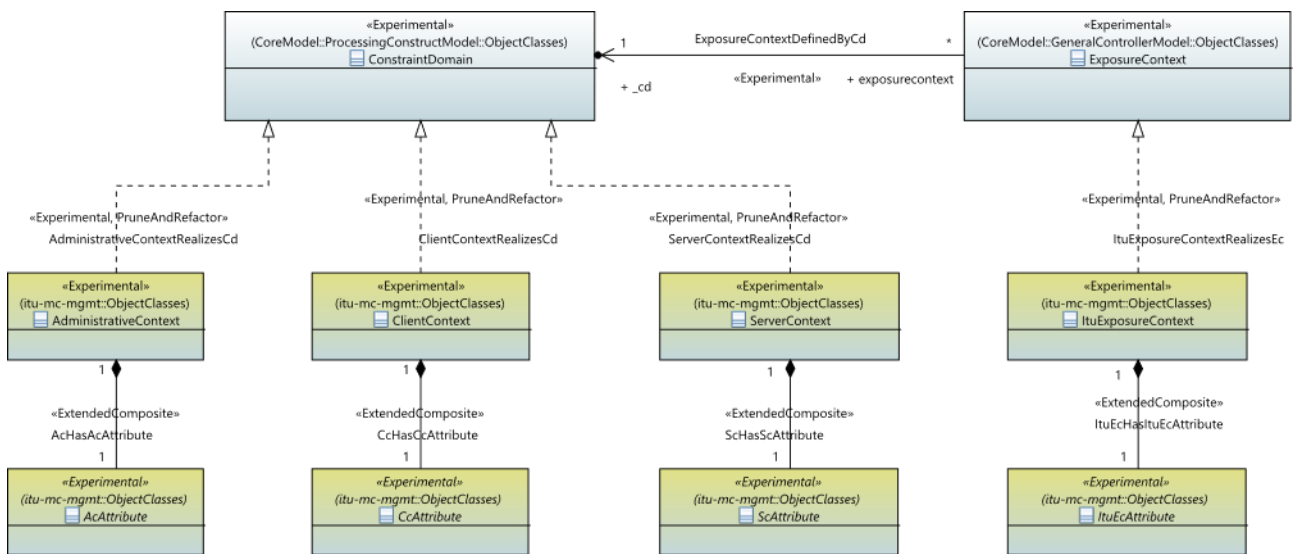 «Experimental»
(CoreModel::ProcessingConstructModel::ObjectClasses)
ConstraintDomain
1
ExposureContextDefinedByCd
*
+ _cd
«Experimental»
+ exposurecontext
«Experimental»
(CoreModel::GeneralControllerModel::ObjectClasses)
ExposureContext
«Experimental, PruneAndRefactor»
AdministrativeContextRealizesCd
«Experimental, PruneAndRefactor»
ClientContextRealizesCd
«Experimental, PruneAndRefactor»
ServerContextRealizesCd
«Experimental, PruneAndRefactor»
ItuExposureContextRealizesEc
«Experimental»
(itu-mc-mgmt::ObjectClasses)
AdministrativeContext
«Experimental»
(itu-mc-mgmt::ObjectClasses)
ClientContext
«Experimental»
(itu-mc-mgmt::ObjectClasses)
ServerContext
«Experimental»
(itu-mc-mgmt::ObjectClasses)
ItuExposureContext
1
«ExtendedComposite»
AcHasAcAttribute
1
1
«ExtendedComposite»
CcHasCcAttribute
1
1
«ExtendedComposite»
ScHasScAttribute
1
1
«ExtendedComposite»
ItuEcHasItuEcAttribute
1
«Experimental»
(itu-mc-mgmt::ObjectClasses)
AcAttribute
«Experimental»
(itu-mc-mgmt::ObjectClasses)
CcAttribute
«Experimental»
(itu-mc-mgmt::ObjectClasses)
ScAttribute
«Experimental»
(itu-mc-mgmt::ObjectClasses)
ItuEcAttribute